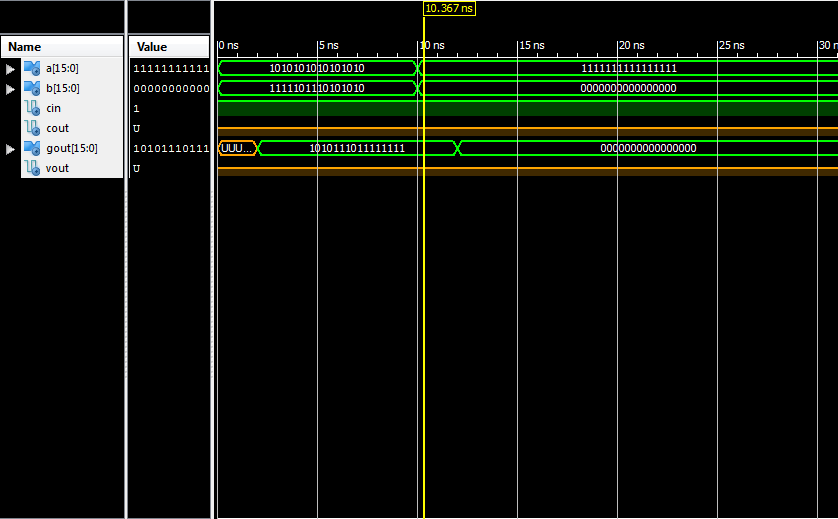 10.367 ns
Name Value 0 ns 5 ns 10 ns 15 ns 20 ns 25 ns 30 n
a[15:0] 11111111111 1010101010101010 1111111111111111
b[15:0] 00000000000 1111101110101010 0000000000000000
cin 1
cout U
gout[15:0] 10101110111 UUU... 1010111011111111 0000000000000000
vout U